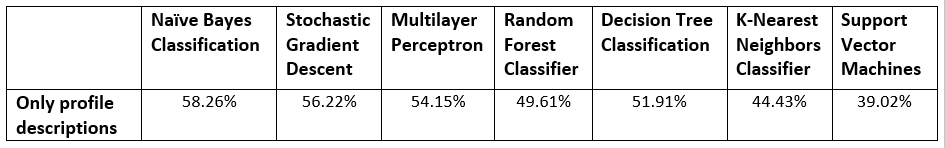 Naïve Bayes Classification
Stochastic Gradient Descent
Multilayer Perceptron
Random Forest Classifier
Decision Tree Classification
K-Nearest Neighbors Classifier
Support Vector Machines
Only profile descriptions
58.26%
56.22%
54.15%
49.61%
51.91%
44.43%
39.02%